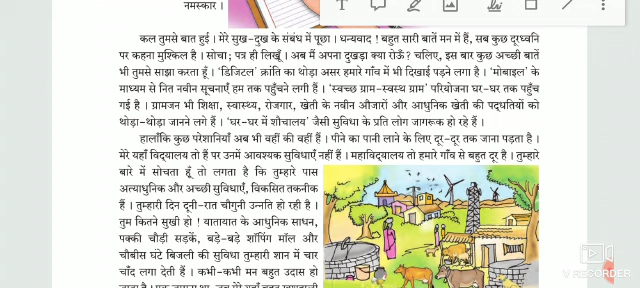 नमस्कार ।
कल तुमसे बात हुई । मेरे सुख-दुख के संबंध में पूछा । धन्यवाद ! बहुत सारी बातें मन में हैं, सब कुछ दूरध्वनि
पर कहना मुश्किल है । सोचा; पत्र ही लिखूँ । अब मैं अपना दुखड़ा क्या रोऊँ? चलिए, इस बार कुछ अच्छी बातें
भी तुमसे साझा करता हूँ । ‘डिजिटल’ क्रांति का थोड़ा असर हमारे गाँव में भी दिखाई पड़ने लगा है । ‘मोबाइल’ के
माध्यम से नित नवीन सूचनाएँ हम तक पहुँचने लगी हैं । ‘स्वच्छ ग्राम-स्वस्थ ग्राम’ परियोजना घर-घर तक पहुँच
गई है । ग्रामजन भी शिक्षा, स्वास्थ्य, रोजगार, खेती के नवीन औजारों और आधुनिक खेती की पद्धतियों को
थोड़ा-थोड़ा जानने लगे हैं । ‘घर-घर में शौचालय’ जैसी सुविधा के प्रति लोग जागरूक हो रहे हैं ।
हालाँकि कुछ परेशानियाँ अब भी वहीं की वहीं हैं । पीने का पानी लाने के लिए दूर-दूर तक जाना पड़ता है ।
मेरे यहाँ विद्यालय तो हैं पर उनमें आवश्यक सुविधाएँ नहीं हैं । महाविद्यालय तो हमारे गाँव से बहुत दूर है । तुम्हारे
बारे में सोचता हूँ तो लगता है कि तुम्हारे पास
अत्याधुनिक और अच्छी सुविधाएँ, विकसित तकनीक
हैं । तुम्हारी दिन दूनी-रात चौगुनी उन्नति हो रही है ।
तुम कितने सुखी हो ! यातायात के आधुनिक साधन,
पक्की चौड़ी सड़कें, बड़े-बड़े शॉपिंग मॉल और
चौबीस घंटे बिजली की सुविधा तुम्हारी शान में चार
चाँद लगा देती हैं । कभी-कभी मन बहुत उदास हो
V RECORDER